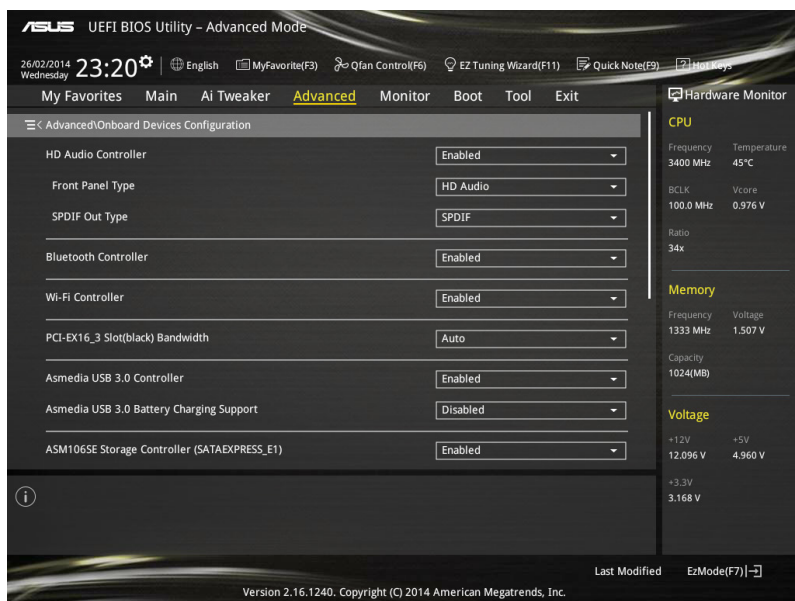 ASUS UEFI BIOS Utility – Advanced Mode
26/02/2014
Wednesday
23:20
English
MyFavorite(F3)
Qfan Control(F6)
EZ Tuning Wizard(F11)
Quick Note(F9)
Hot Keys
My Favorites
Main
Ai Tweaker
Advanced
Monitor
Boot
Tool
Exit
Advanced\Onboard Devices Configuration
HD Audio Controller Enabled
Front Panel Type HD Audio
SPDIF Out Type SPDIF
Bluetooth Controller Enabled
Wi-Fi Controller Enabled
PCI-EX16_3 Slot(black) Bandwidth Auto
Asmedia USB 3.0 Controller Enabled
Asmedia USB 3.0 Battery Charging Support Disabled
ASM106SE Storage Controller (SATAEXPRESS_E1) Enabled
Hardware Monitor
CPU
Frequency Temperature
3400 MHz 45°C
BCLK Vcore
100.0 MHz 0.976 V
Ratio
34x
Memory
Frequency Voltage
1333 MHz 1.507 V
Capacity
1024(MB)
Voltage
+12V +5V
12.096 V 4.960 V
+3.3V
3.168 V
Last Modified
EzMode(F7)
Version 2.16.1240. Copyright (C) 2014 American Megatrends, Inc.